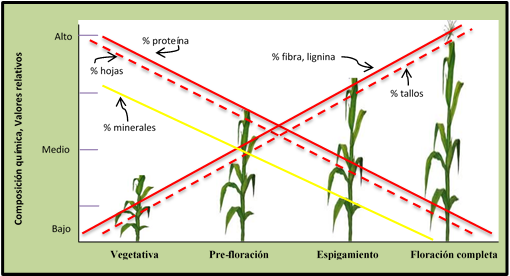 Alto
% proteína
% fibra, lignina
% hojas
% tallos
% minerales
Composición química, Valores relativos
Medio
Bajo
Vegetativa Pre-floración Espigamiento Floración completa